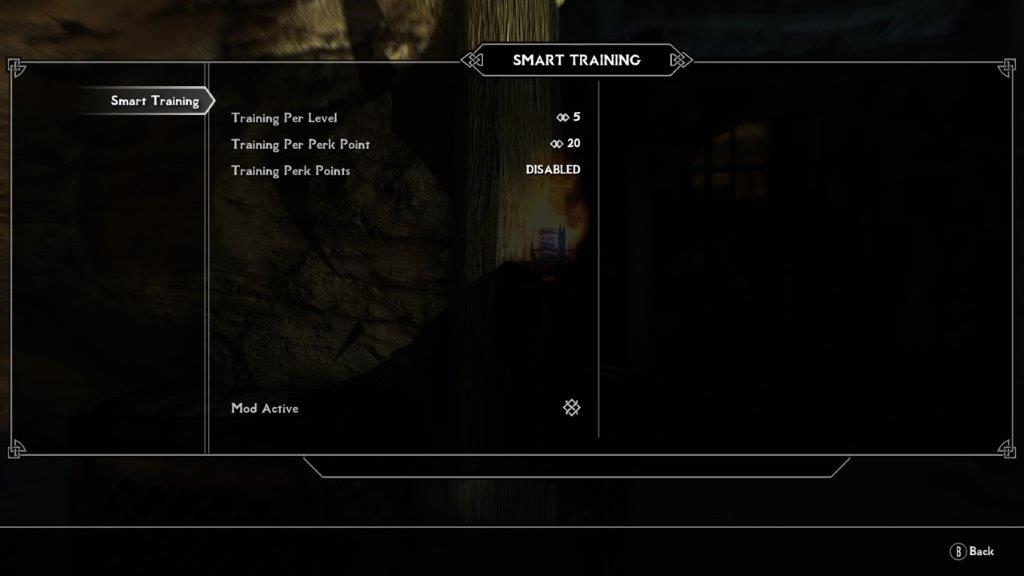 SMART TRAINING
Smart Training
Training Per Level 5
Training Per Perk Point 20
Training Perk Points DISABLED
Mod Active
B Back